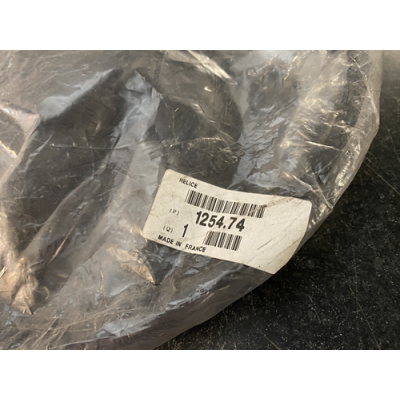 HELICE
(P) 1254.74
(Q) 1
MADE IN FRANCE